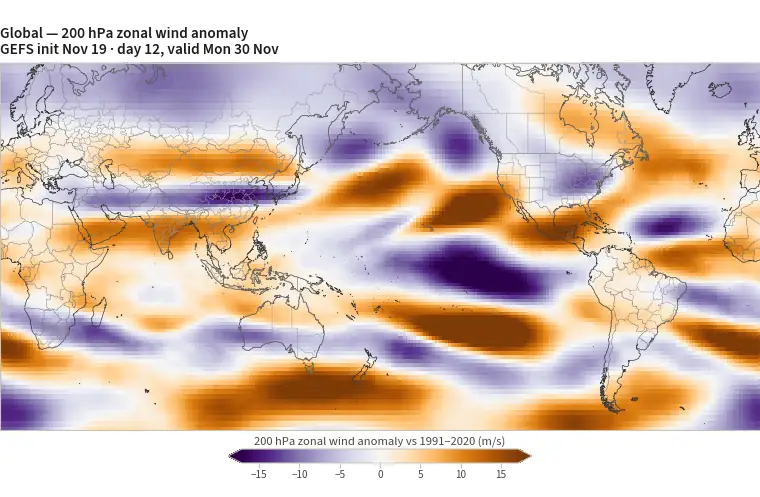 Global — 200 hPa zonal wind anomaly
GEFS init Nov 19 · day 12, valid Mon 30 Nov
200 hPa zonal wind anomaly vs 1991–2020 (m/s)
−15 −10 −5 0 5 10 15